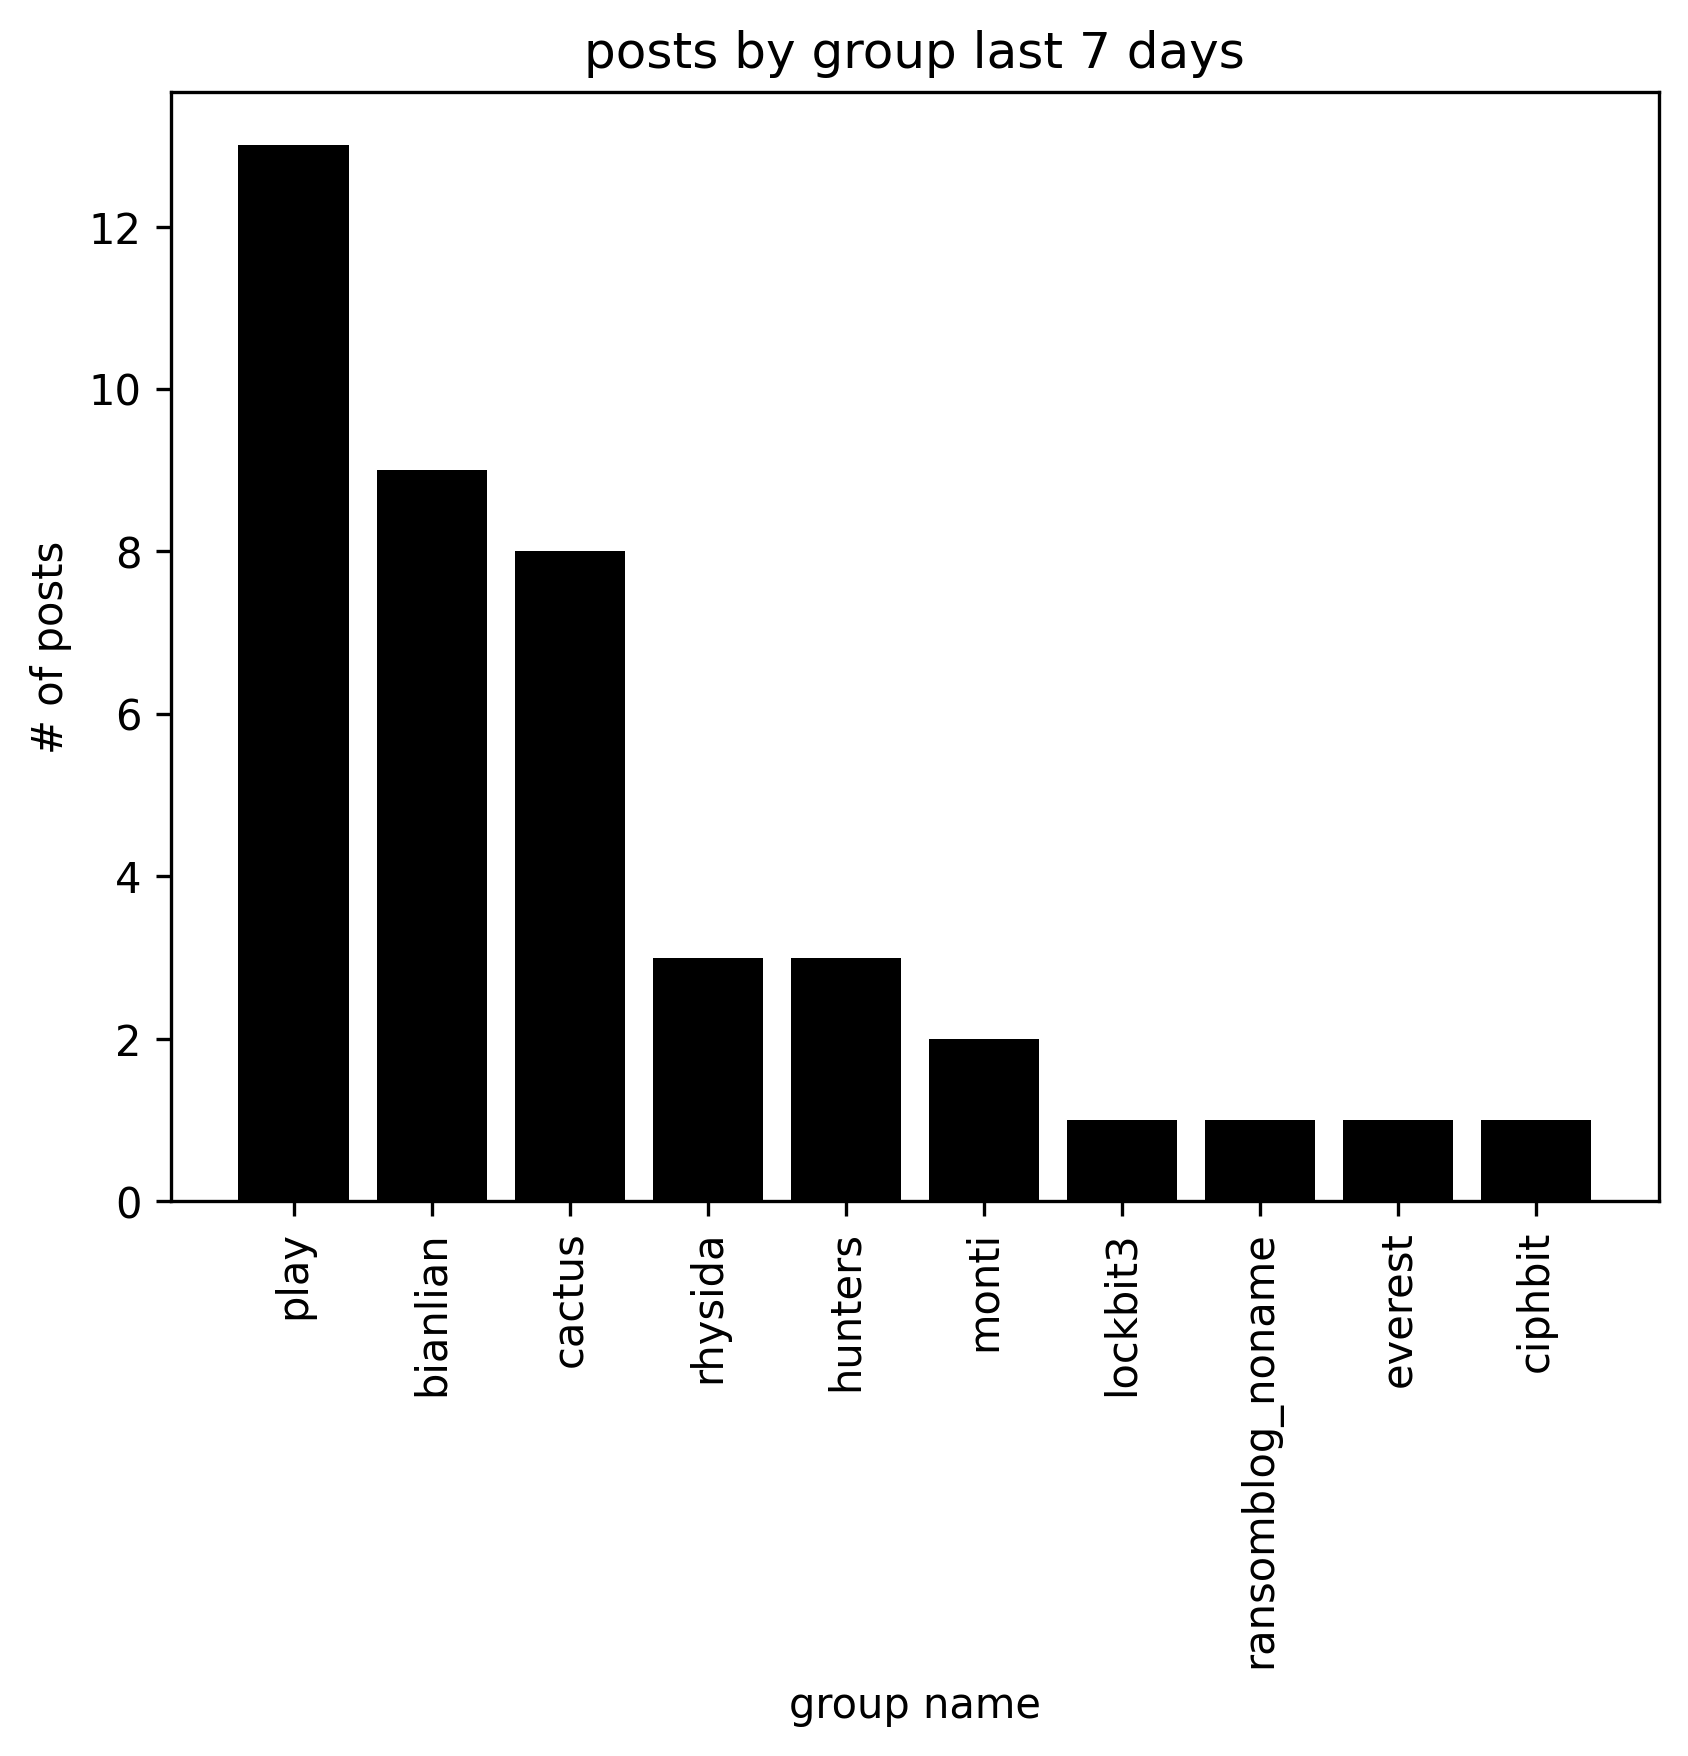 posts by group last 7 days
# of posts
12
10
8
6
4
2
0
play
bianlian
cactus
rhysida
hunters
monti
lockbit3
ransomblog_noname
everest
ciphbit
group name